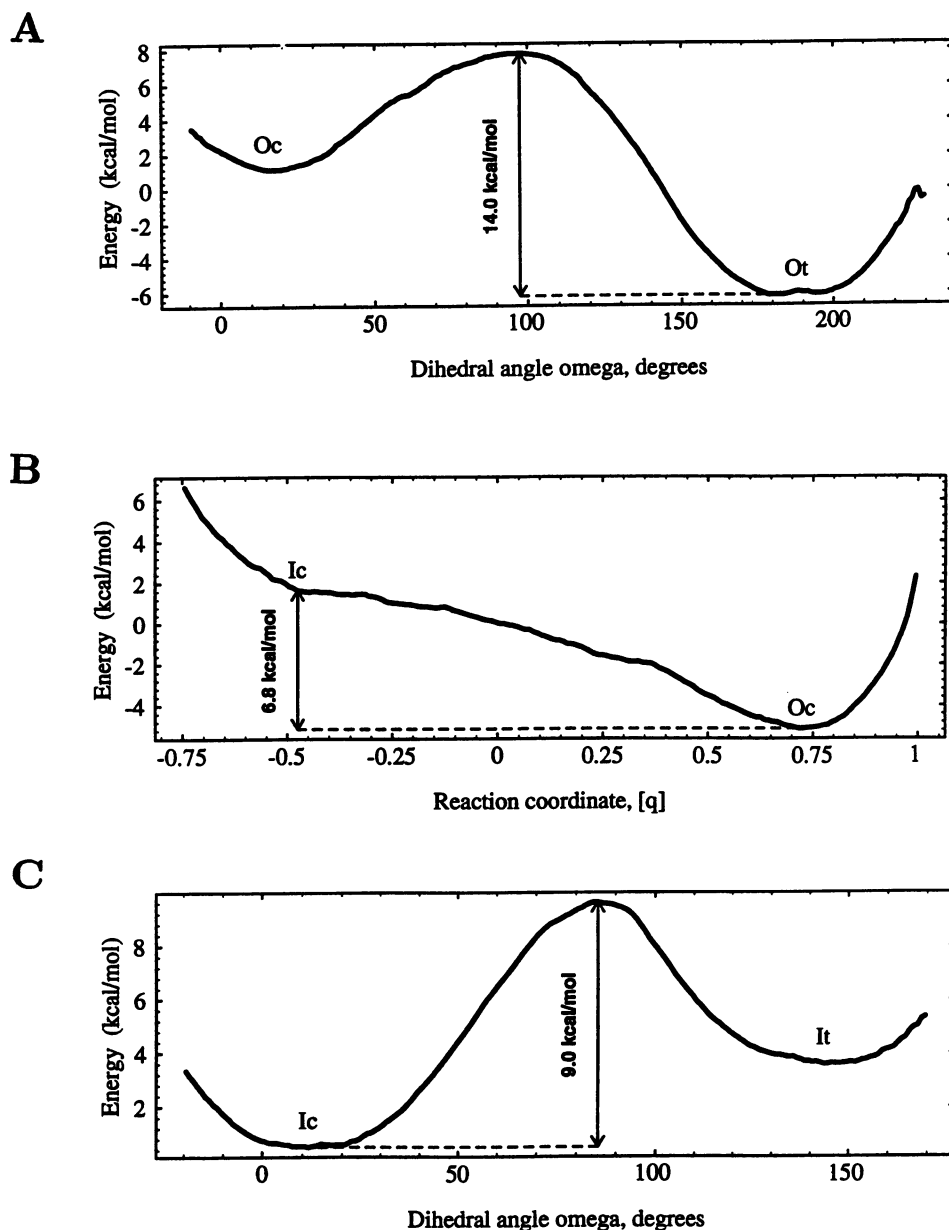 A
8
6
4
2
0
-2
-4
-6
Energy (kcal/mol)
Oc
14.0 kcal/mol
Ot
0
50
100
150
200
Dihedral angle omega, degrees
B
6
4
2
0
-2
-4
Energy (kcal/mol)
Ic
6.8 kcal/mol
Oc
-0.75
-0.5
-0.25
0
0.25
0.5
0.75
1
Reaction coordinate, [q]
C
8
6
4
2
Energy (kcal/mol)
Ic
9.0 kcal/mol
It
0
50
100
150
Dihedral angle omega, degrees